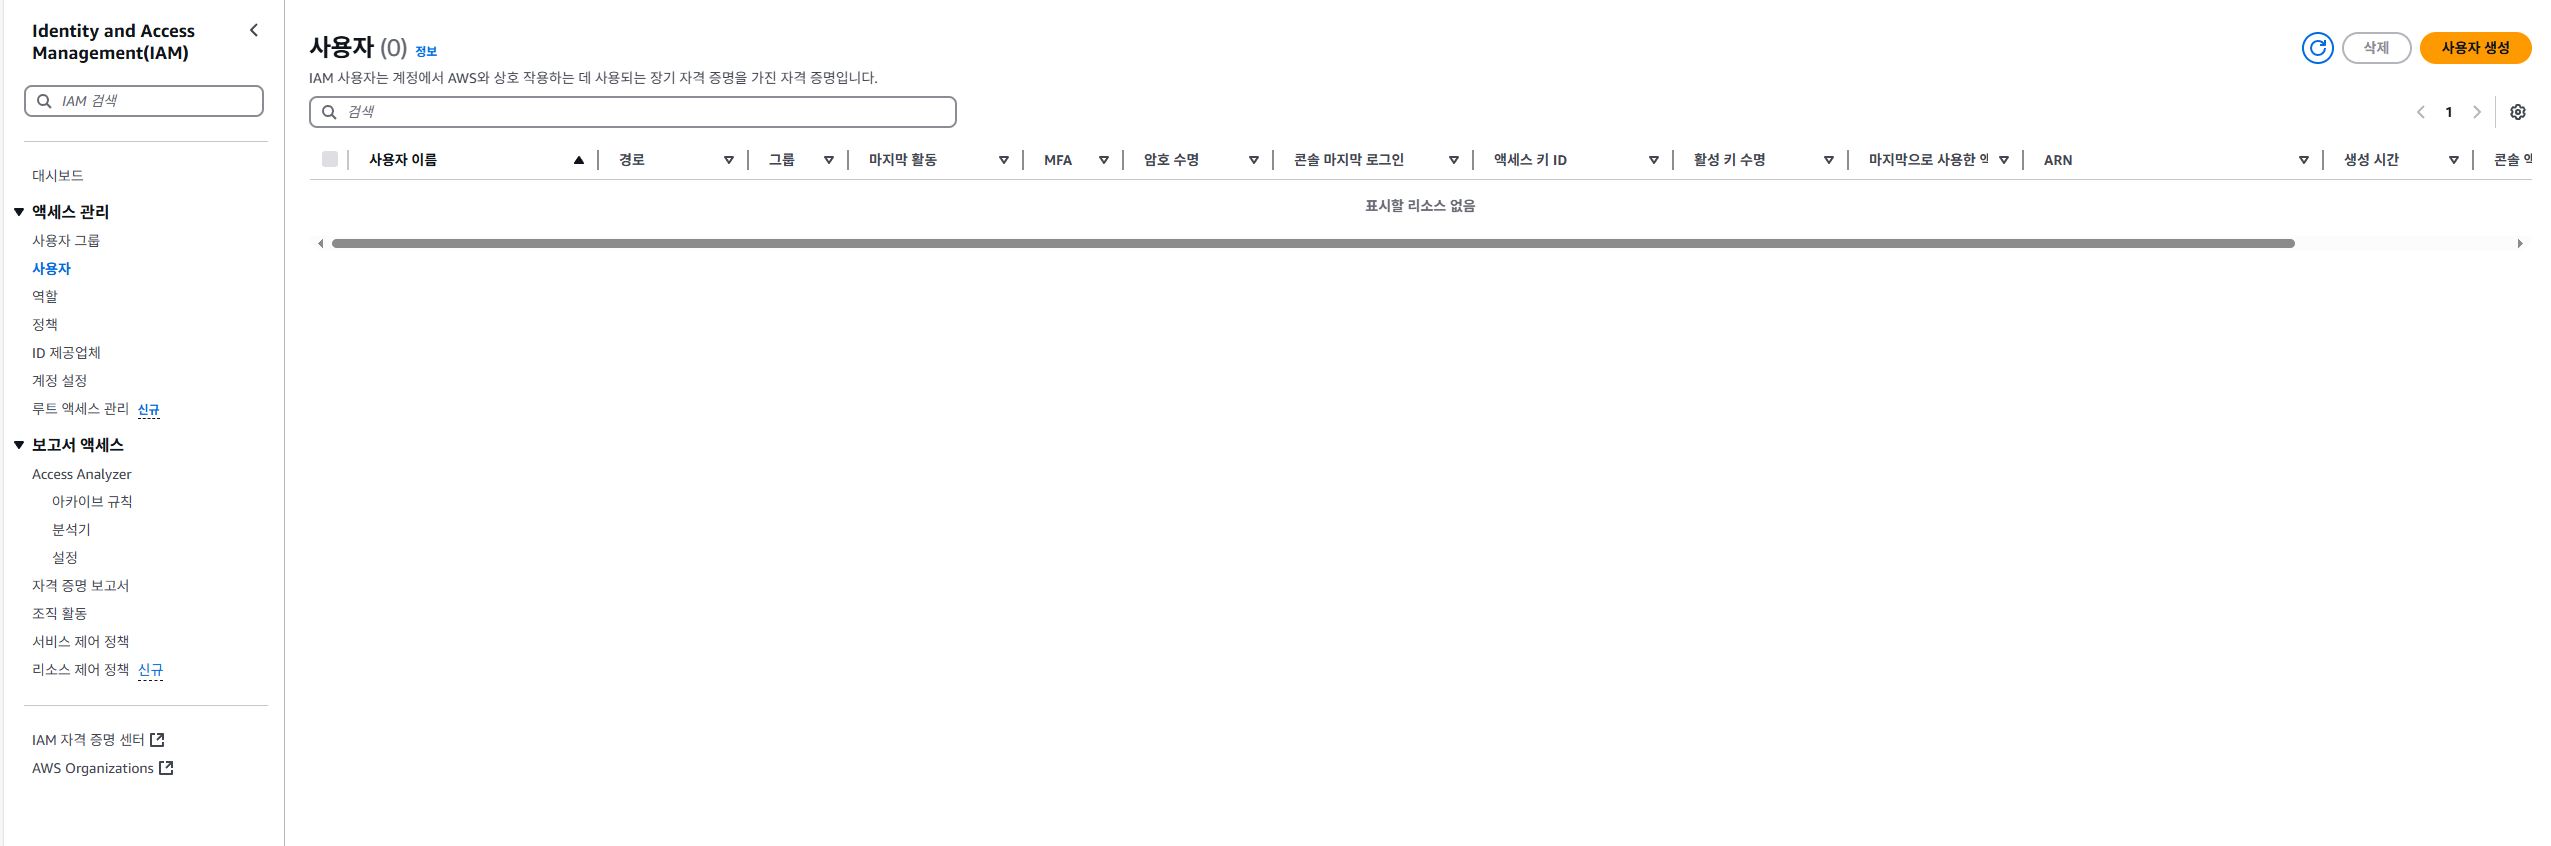 Identity and Access
Management(IAM)
IAM 검색
대시보드
액세스 관리
사용자 그룹
사용자
역할
정책
ID 제공업체
계정 설정
루트 액세스 관리 신규
보고서 액세스
Access Analyzer
아카이브 규칙
분석기
설정
자격 증명 보고서
조직 활동
서비스 제어 정책
리소스 제어 정책 신규
IAM 자격 증명 센터
AWS Organizations
사용자 (0) 정보
IAM 사용자는 계정에서 AWS와 상호 작용하는 데 사용되는 장기 자격 증명을 가진 자격 증명입니다.
삭제 사용자 생성
검색
1
사용자 이름 경로 그룹 마지막 활동 MFA 암호 수명 콘솔 마지막 로그인 액세스 키 ID 활성 키 수명 마지막으로 사용한 ARN 생성 시간 콘솔
표시할 리소스 없음